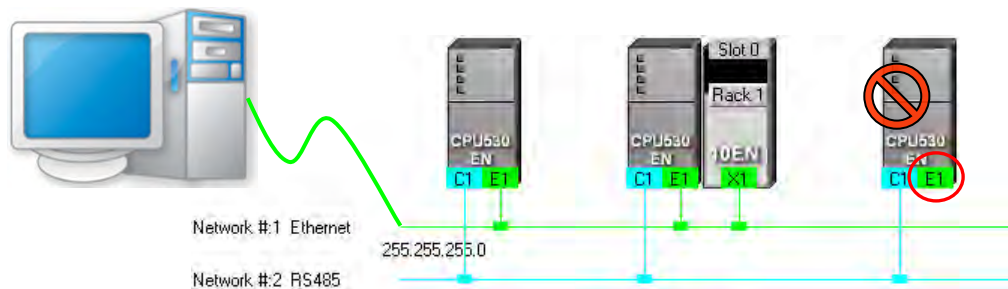 Slot 0
Rack 1
CPU530
-EN
C1 E1
CPU530
-EN
C1 E1
10EN
X1
CPU530
-EN
C1 E1
Network #:1 Ethernet
255.255.255.0
Network #:2 RS485